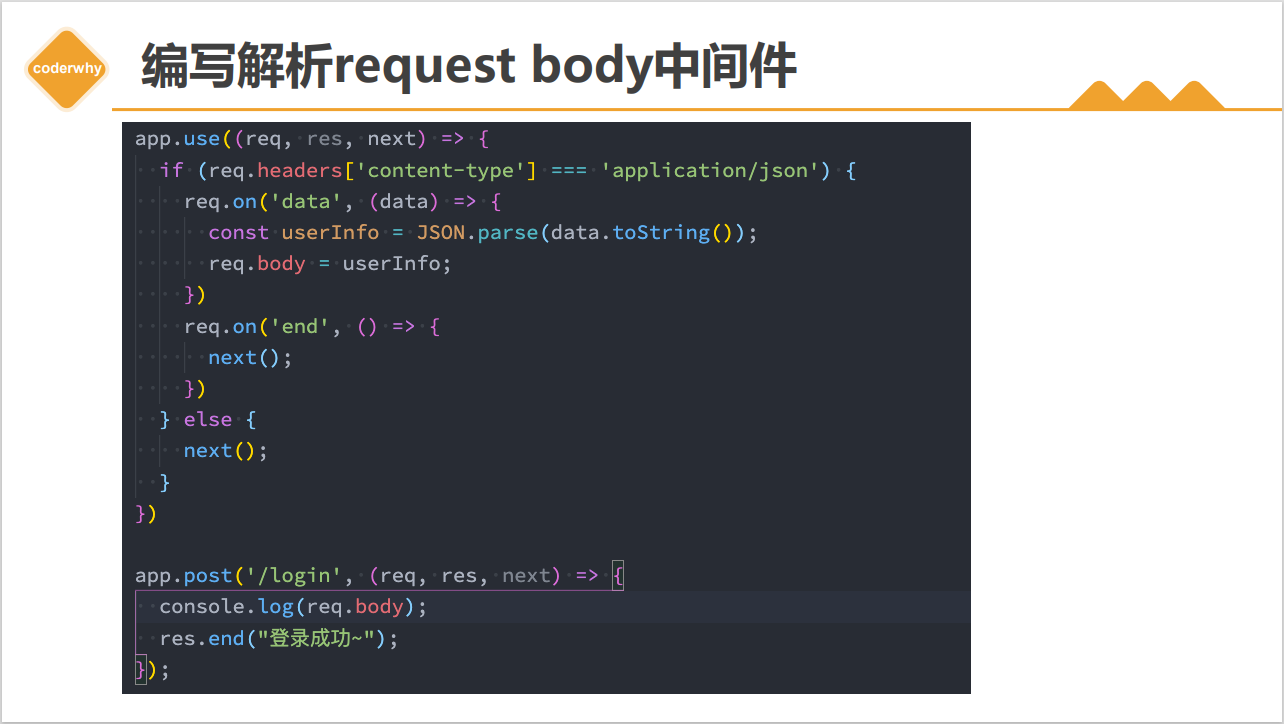 coderwhy
编写解析request body中间件
app.use((req, res, next) => {
  if (req.headers['content-type'] === 'application/json') {
    req.on('data', (data) => {
      const userInfo = JSON.parse(data.toString());
      req.body = userInfo;
    })
    req.on('end', () => {
      next();
    })
  } else {
    next();
  }
})

app.post('/login', (req, res, next) => {
  console.log(req.body);
  res.end("登录成功~");
});